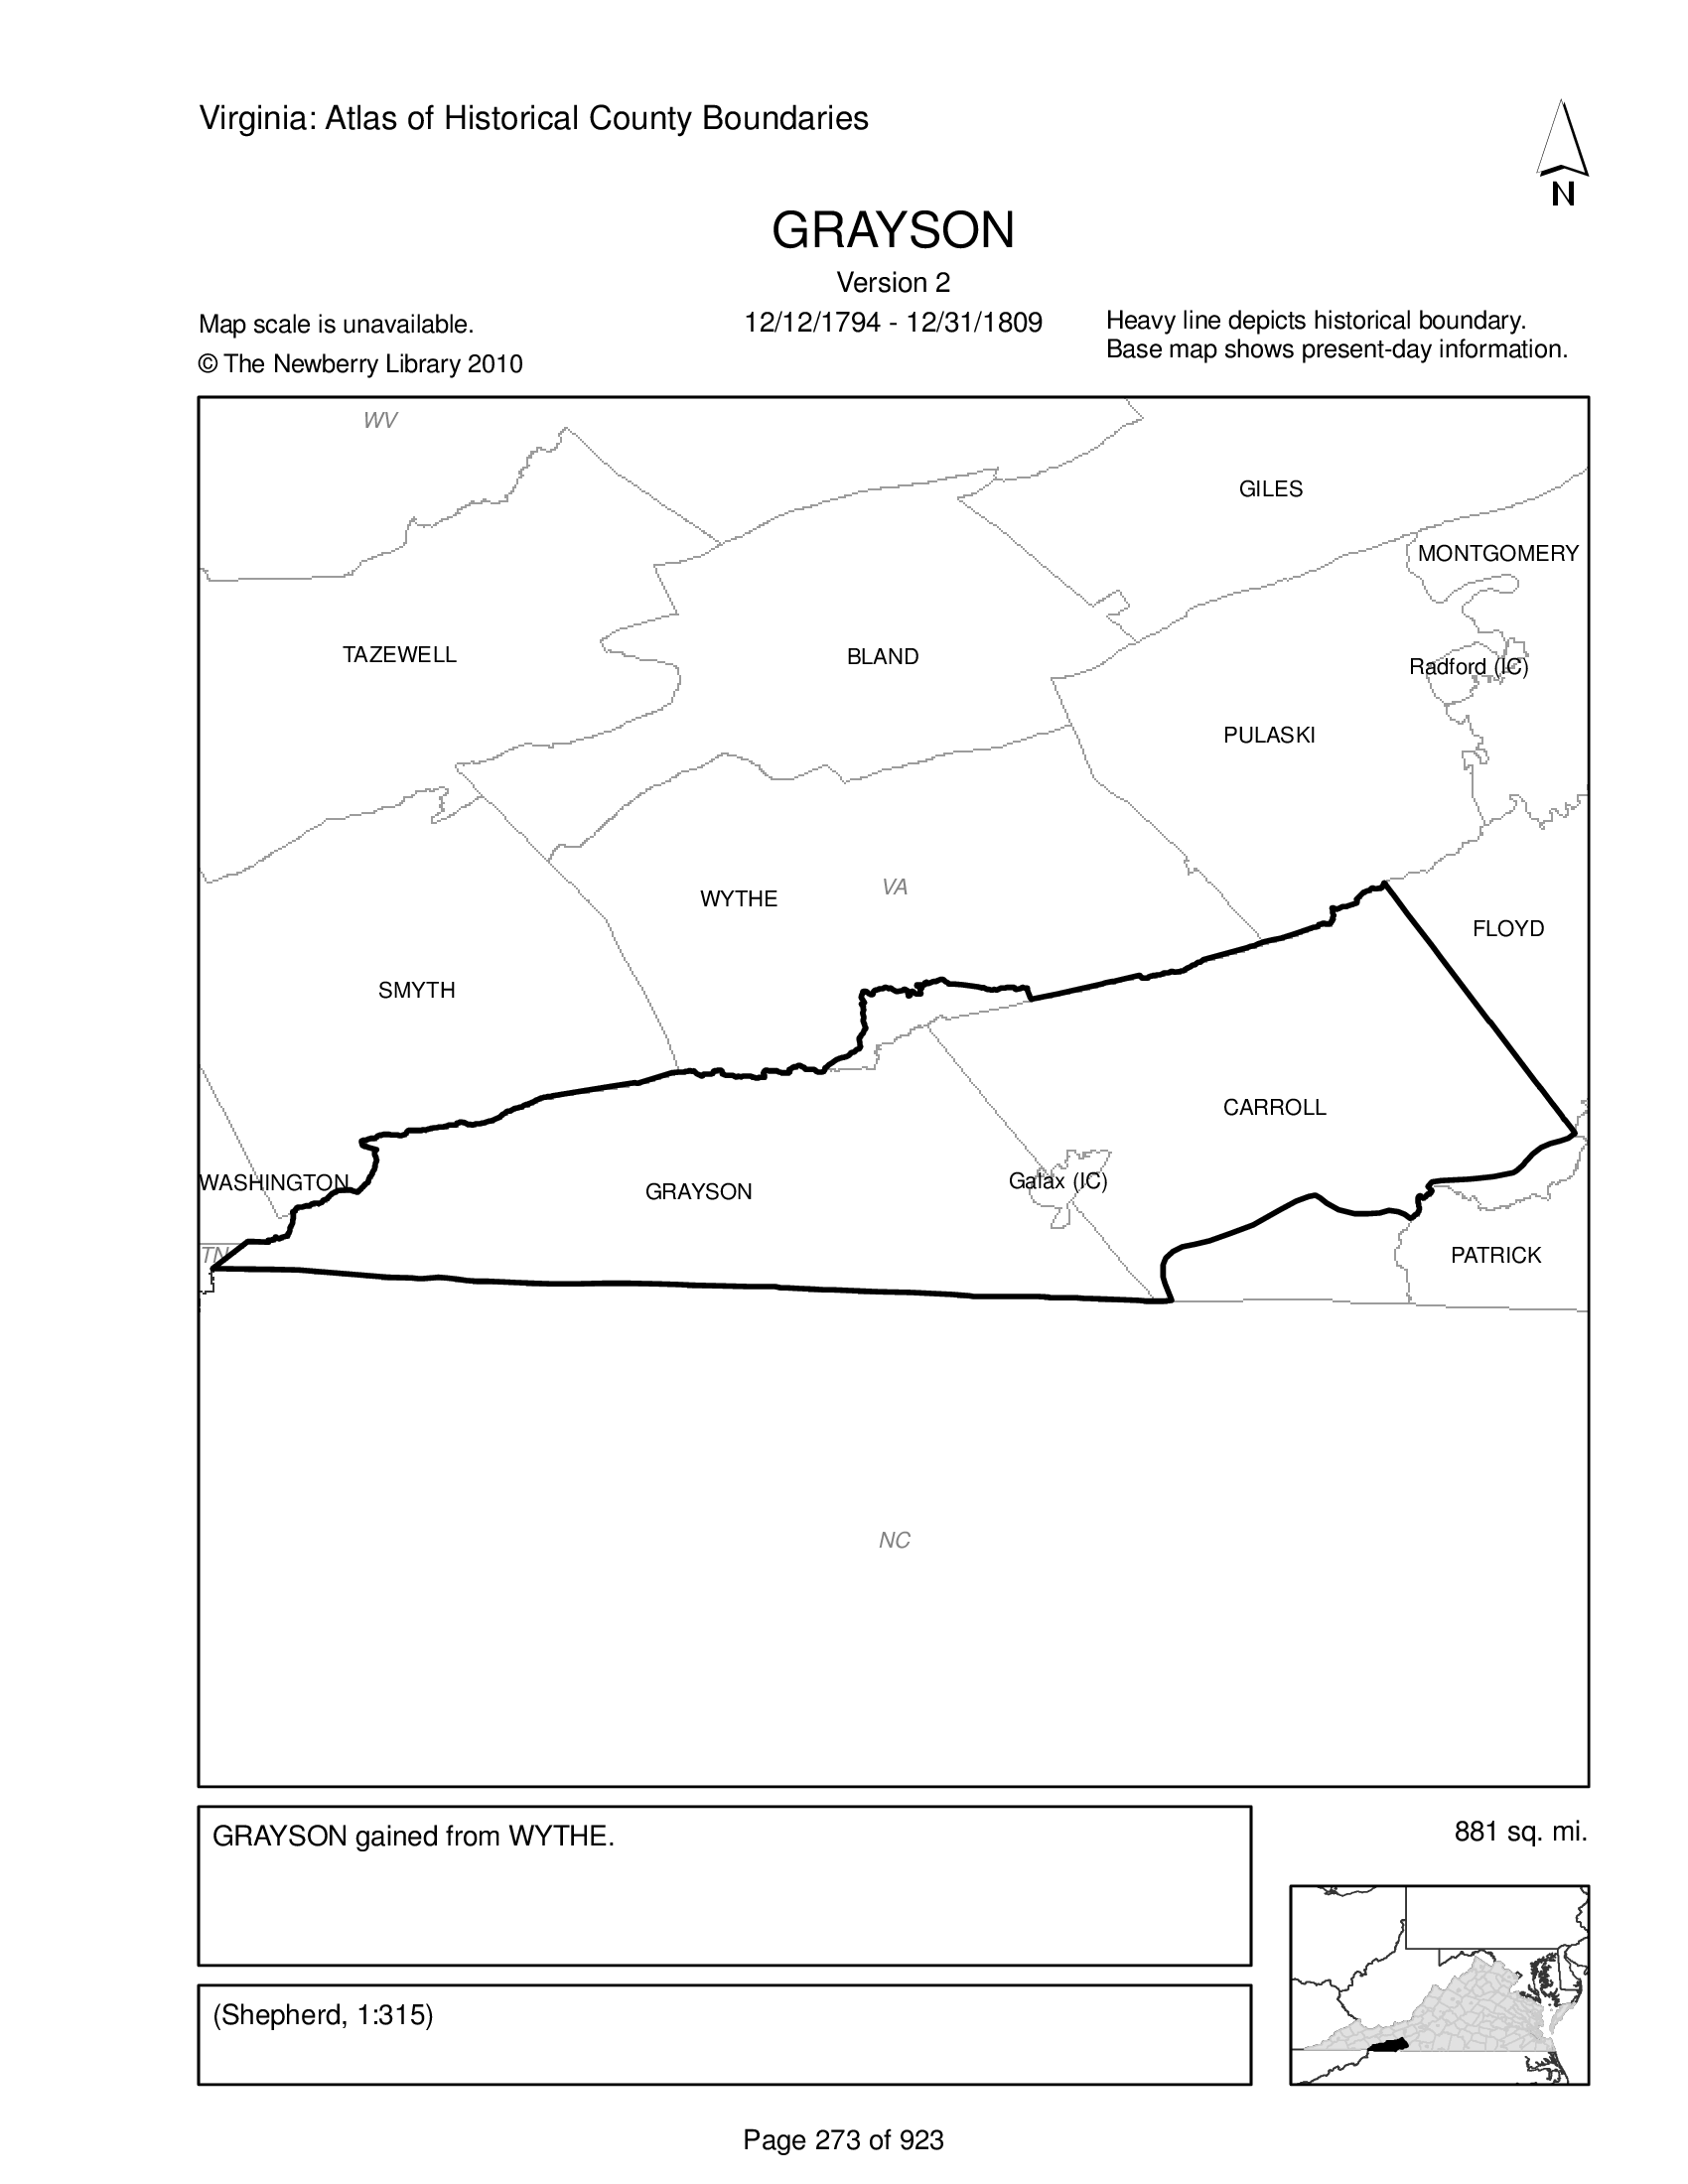 Virginia: Atlas of Historical County Boundaries
N
GRAYSON
Version 2
12/12/1794 - 12/31/1809
Map scale is unavailable.
© The Newberry Library 2010
Heavy line depicts historical boundary.
Base map shows present-day information.
WV
GILES
MONTGOMERY
TAZEWELL
BLAND
Radford (IC)
PULASKI
WYTHE
VA
FLOYD
SMYTH
CARROLL
WASHINGTON
GRAYSON
Galax (IC)
TN
PATRICK
NC
GRAYSON gained from WYTHE.
881 sq. mi.
(Shepherd, 1:315)
Page 273 of 923